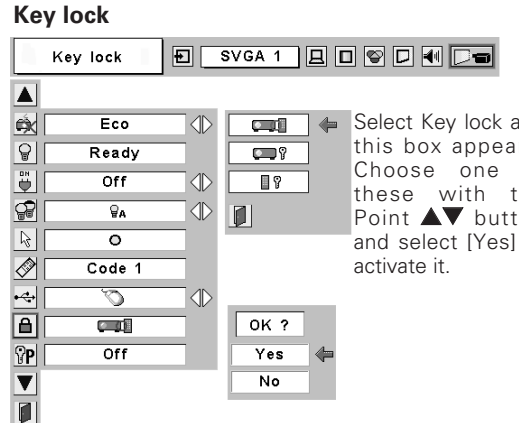 Key lock
Key lock
SVGA 1
Eco
Ready
ON
Off
A
Code 1
P
Off
Select Key lock a
this box appea
Choose one
these with t
Point ▲▼ butt
and select [Yes]
activate it.
OK ?
Yes
No